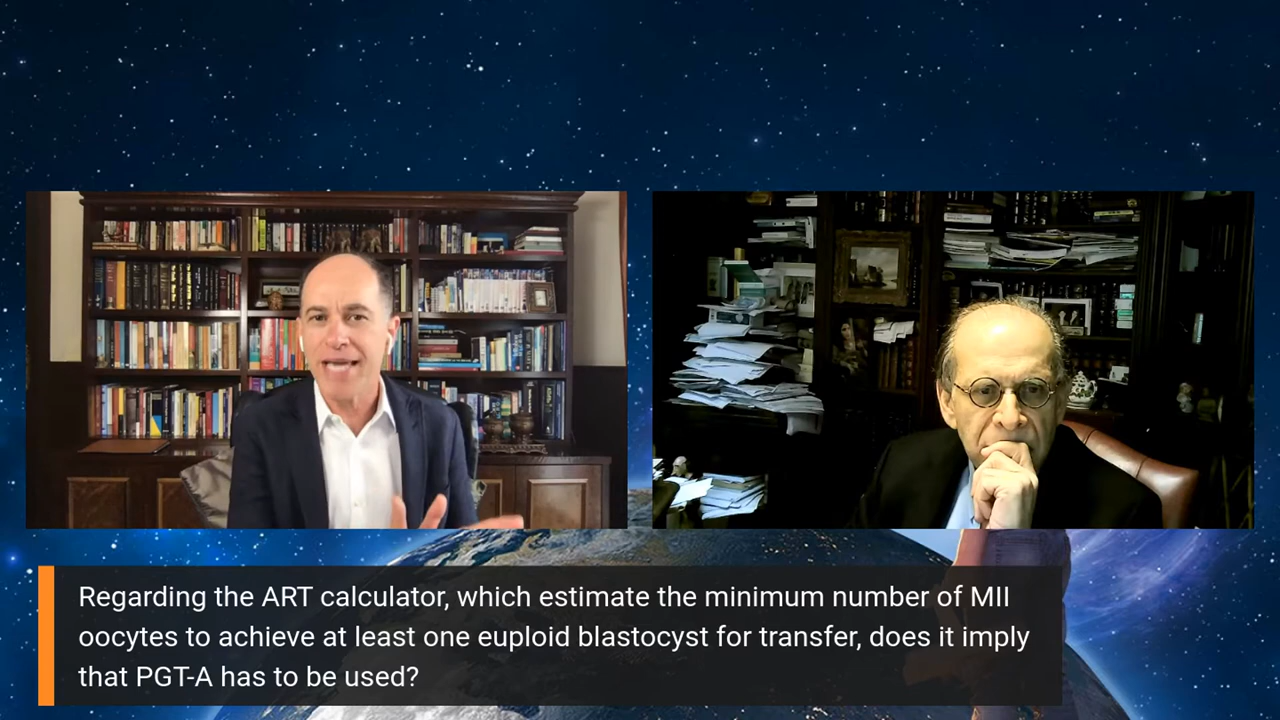 Regarding the ART calculator, which estimate the minimum number of MII
oocytes to achieve at least one euploid blastocyst for transfer, does it imply
that PGT-A has to be used?